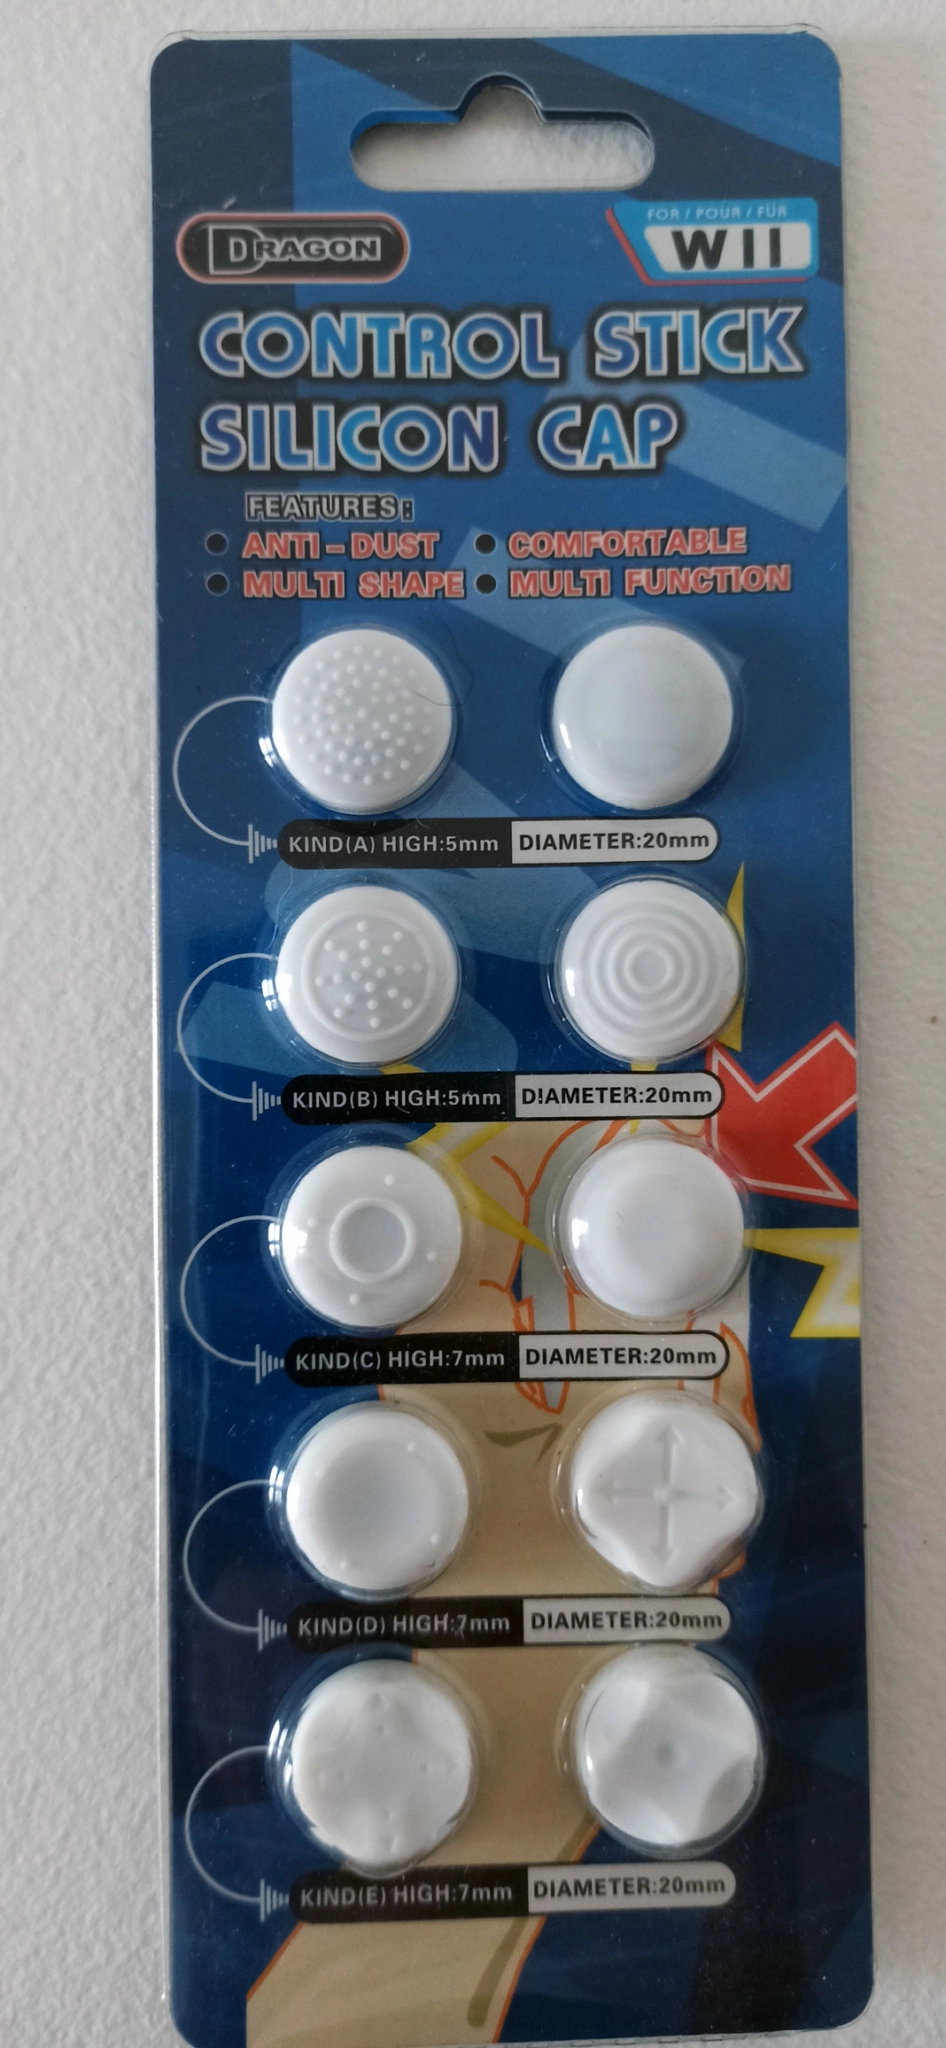 DRAGON
FOR / POUR / FÜR
WII
CONTROL STICK
SILICON CAP
FEATURES:
● ANTI-DUST ● COMFORTABLE
● MULTI SHAPE ● MULTI FUNCTION
KIND(A) HIGH:5mm DIAMETER:20mm
KIND(B) HIGH:5mm DIAMETER:20mm
KIND(C) HIGH:7mm DIAMETER:20mm
KIND(D) HIGH:7mm DIAMETER:20mm
KIND(E) HIGH:7mm DIAMETER:20mm